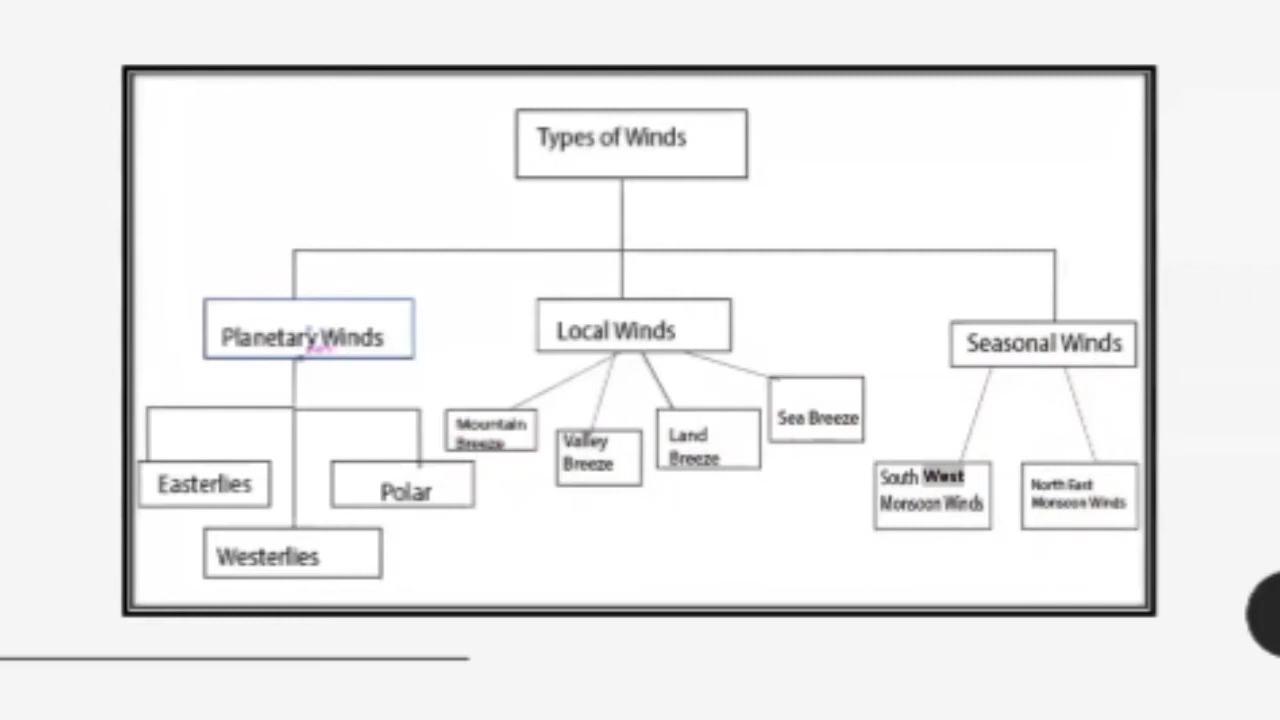 Types of Winds
Planetary Winds
Local Winds
Seasonal Winds
Easterlies
Westerlies
Polar
Mountain
Breeze
Valley
Breeze
Land
Breeze
Sea Breeze
South West
Monsoon Winds
North East
Monsoon Winds